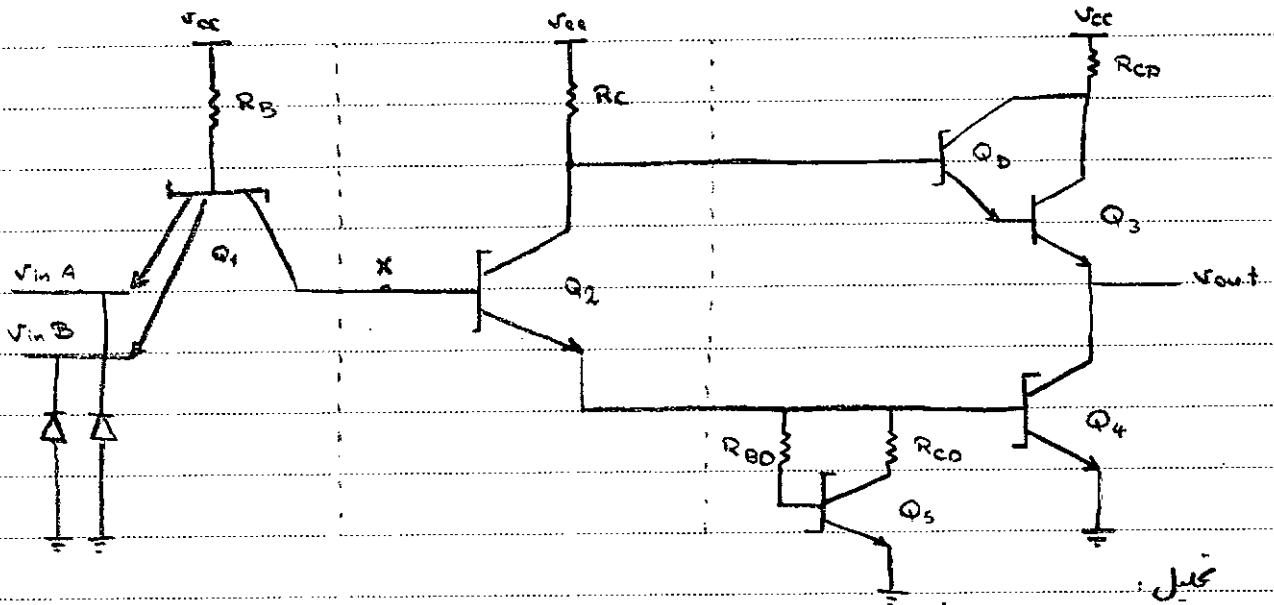 Vcc
Vcc
Vcc
RB
RC
RCP
QD
Q3
Q1
Vin A
x
Q2
Vout
Vin B
RBD
RCD
Q4
Q5
تحليل :